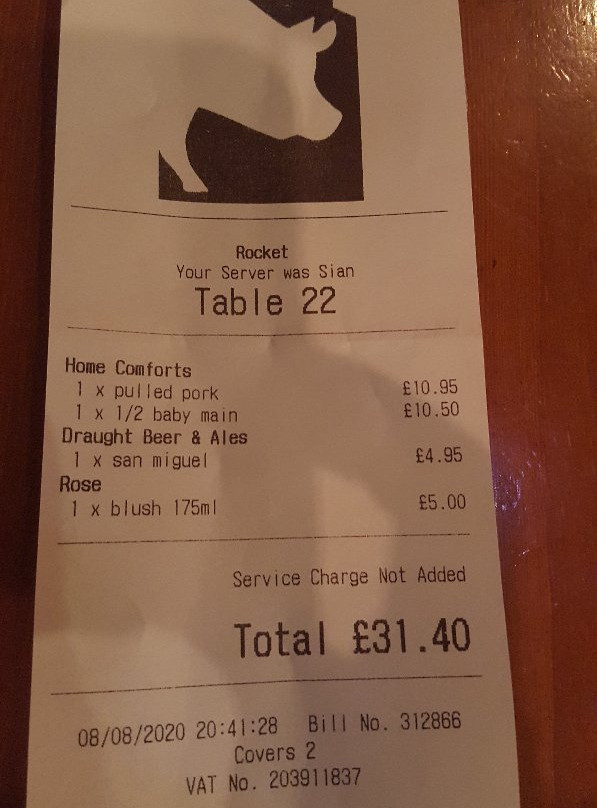 Rocket
Your Server was Sian
Table 22
Home Comforts
1 x pulled pork £10.95
1 x 1/2 baby main £10.50
Draught Beer & Ales
1 x san miguel £4.95
Rose
1 x blush 175ml £5.00
Service Charge Not Added
Total £31.40
08/08/2020 20:41:28 Bill No. 312866
Covers 2
VAT No. 203911837